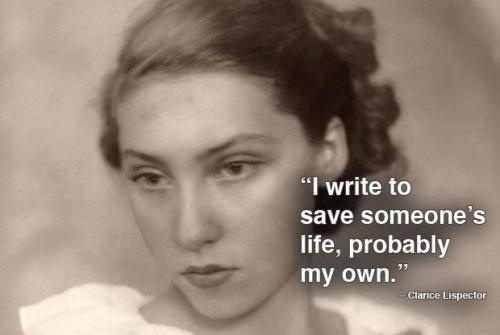 “I write to
save someone’s
life, probably
my own.”
– Clarice Lispector